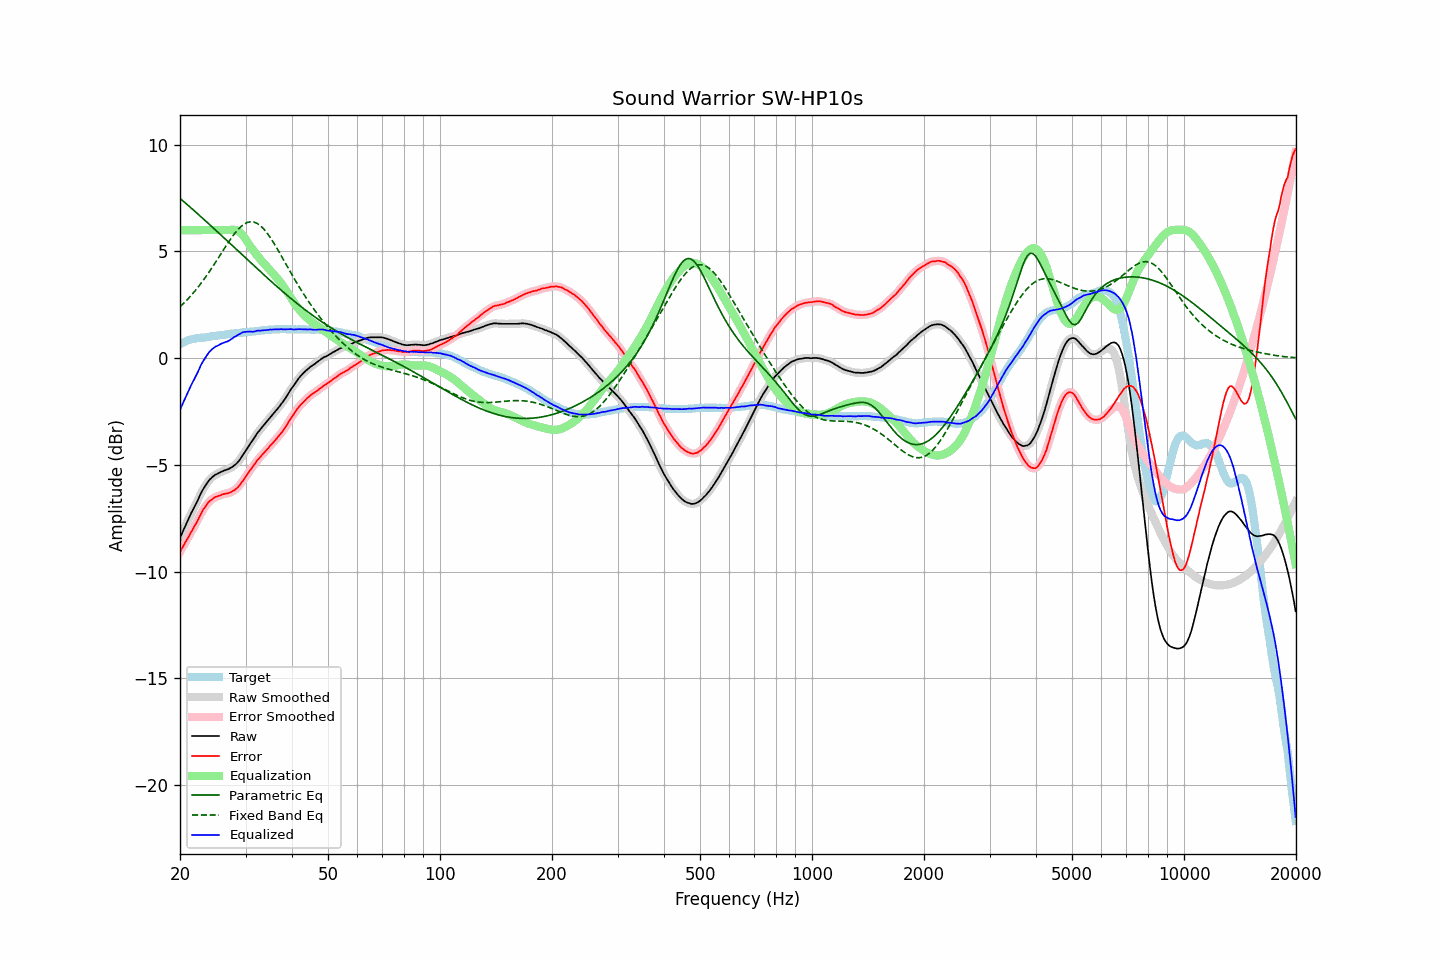 Sound Warrior SW-HP10s
Amplitude (dBr)
10
5
0
−5
−10
−15
−20
Target
Raw Smoothed
Error Smoothed
Raw
Error
Equalization
Parametric Eq
Fixed Band Eq
Equalized
20 50 100 200 500 1000 2000 5000 10000 20000
Frequency (Hz)